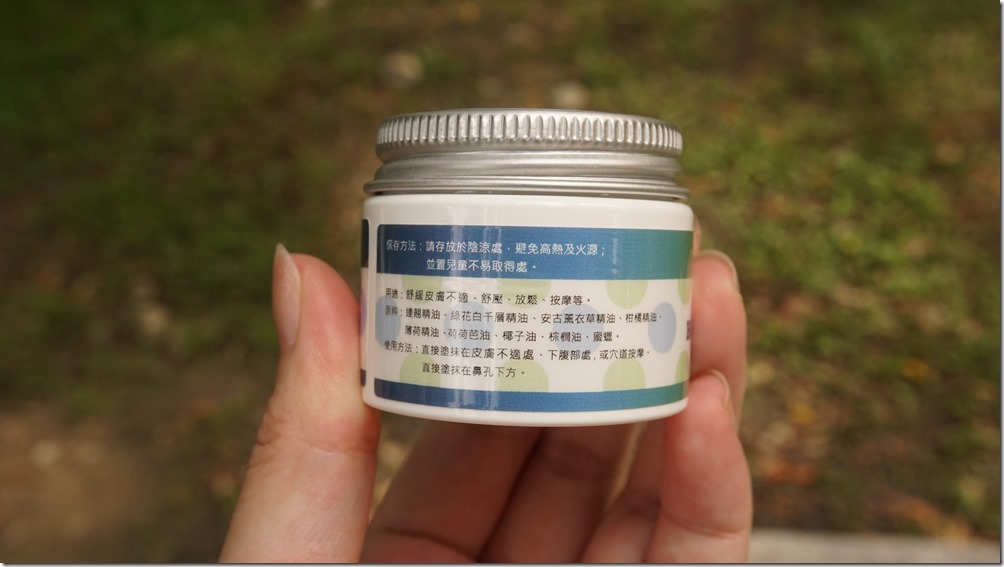 保存方法：請存放於陰涼處，避免高熱及火源；
並置兒童不易取得處。
用途：舒緩皮膚不適、舒壓、放鬆、按摩等。
原料：連翹精油、綠花白千層精油、安古薰衣草精油、柑橘精油、
薄荷精油、荷荷芭油、椰子油、棕櫚油、蜜蠟。
使用方法：直接塗抹在皮膚不適處、下腹部處，或穴道按摩。
直接塗抹在鼻孔下方。